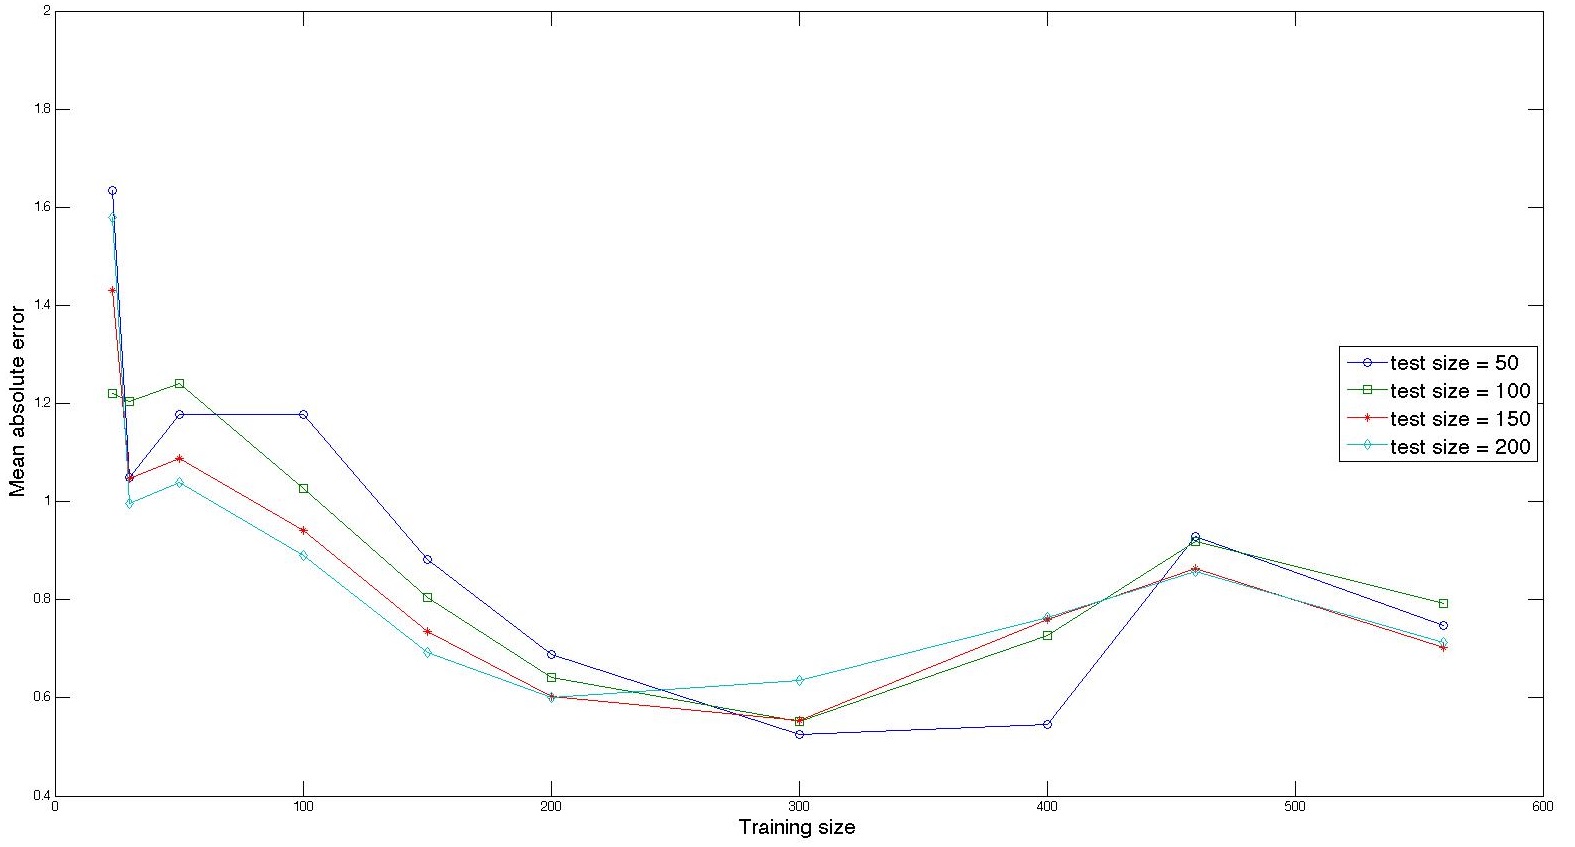 2
1.8
1.6
1.4
1.2
1
0.8
0.6
0.4
Mean absolute error
0 100 200 300 400 500 600
Training size
test size = 50
test size = 100
test size = 150
test size = 200